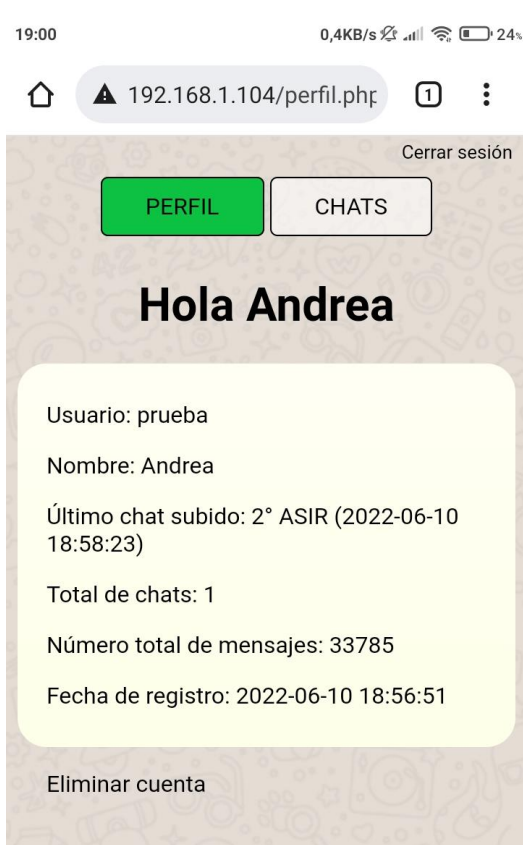 19:00 0,4KB/s 24%
192.168.1.104/perfil.php 1
Cerrar sesión
PERFIL CHATS
Hola Andrea
Usuario: prueba
Nombre: Andrea
Último chat subido: 2° ASIR (2022-06-10
18:58:23)
Total de chats: 1
Número total de mensajes: 33785
Fecha de registro: 2022-06-10 18:56:51
Eliminar cuenta